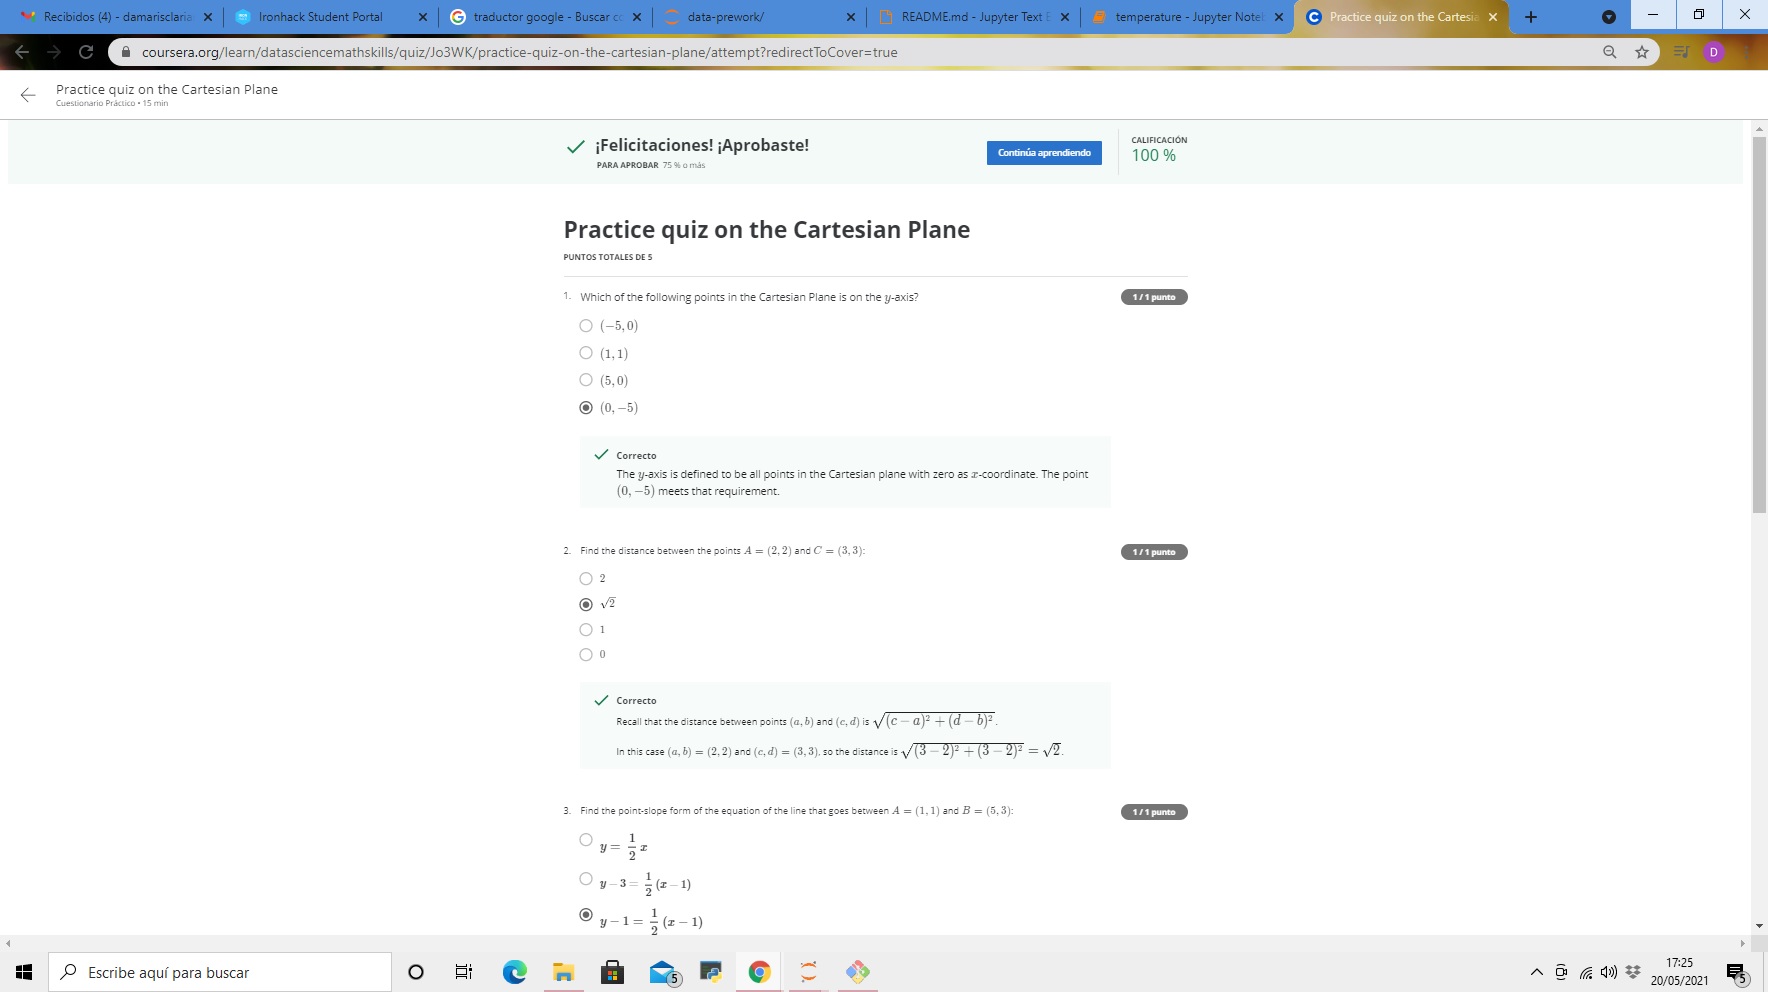 Recibidos (4) - damarisclaria
Ironhack Student Portal
traductor google - Buscar c
data-prework/
README.md - Jupyter Text E
temperature - Jupyter Note
Practice quiz on the Cartesia
coursera.org/learn/datasciencemathskills/quiz/Jo3WK/practice-quiz-on-the-cartesian-plane/attempt?redirectToCover=true
D
Practice quiz on the Cartesian Plane
Cuestionario Práctico • 15 min
¡Felicitaciones! ¡Aprobaste!
PARA APROBAR 75 % o más
Continúa aprendiendo
CALIFICACIÓN
100 %
Practice quiz on the Cartesian Plane
PUNTOS TOTALES DE 5
1. Which of the following points in the Cartesian Plane is on the y-axis?
1 / 1 punto
(−5, 0)
(1, 1)
(5, 0)
(0, −5)
Correcto
The y-axis is defined to be all points in the Cartesian plane with zero as x-coordinate. The point
(0, −5) meets that requirement.
2. Find the distance between the points A = (2, 2) and C = (3, 3):
1 / 1 punto
2
√2
1
0
Correcto
Recall that the distance between points (a, b) and (c, d) is √(c − a)² + (d − b)².
In this case (a, b) = (2, 2) and (c, d) = (3, 3), so the distance is √(3 − 2)² + (3 − 2)² = √2.
3. Find the point-slope form of the equation of the line that goes between A = (1, 1) and B = (5, 3):
1 / 1 punto
y = 1/2 x
y − 3 = 1/2 (x − 1)
y − 1 = 1/2 (x − 1)
Escribe aquí para buscar
5
17:25
20/05/2021
5